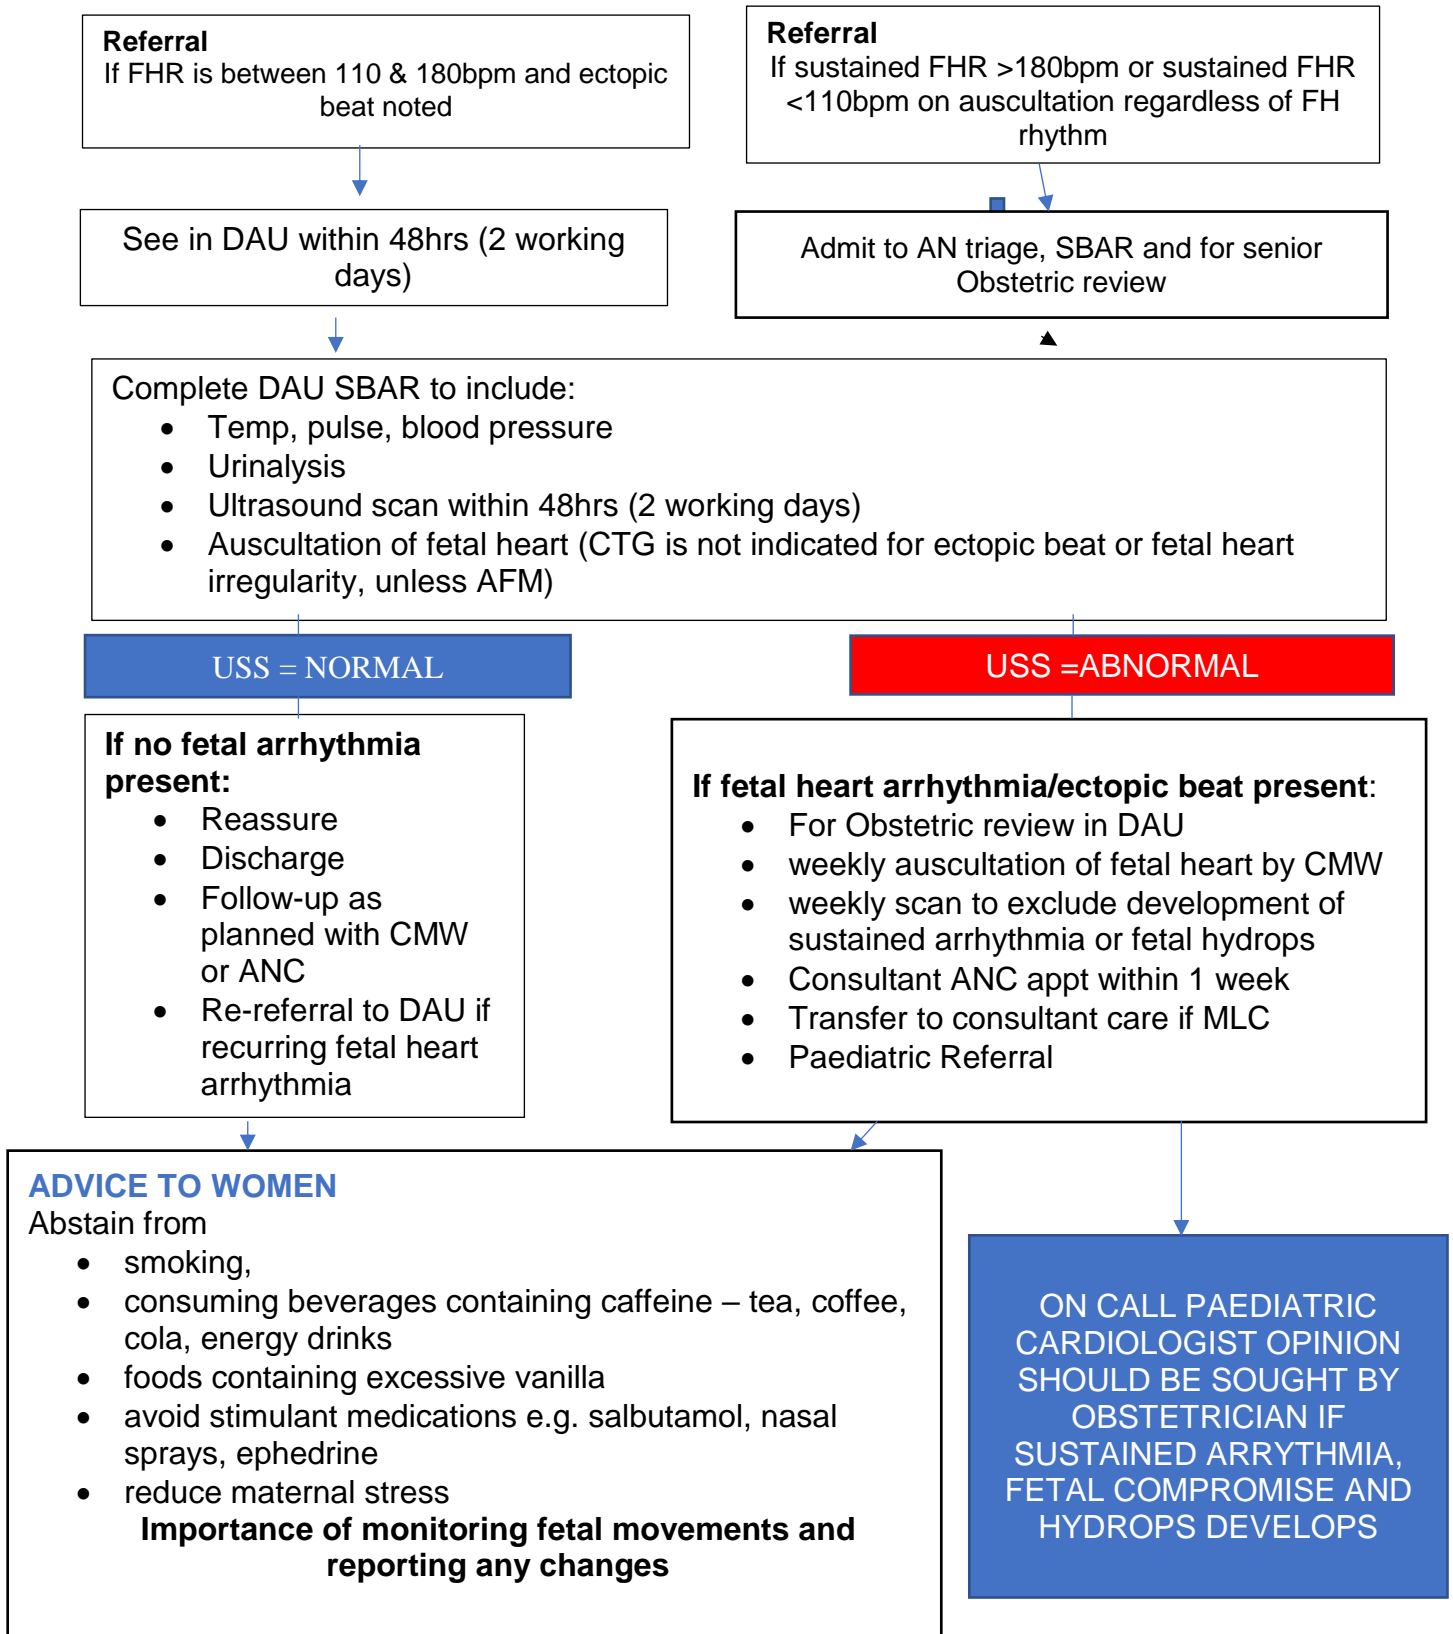 Referral
If FHR is between 110 & 180bpm and ectopic
beat noted
Referral
If sustained FHR >180bpm or sustained FHR
<110bpm on auscultation regardless of FH
rhythm
See in DAU within 48hrs (2 working
days)
Admit to AN triage, SBAR and for senior
Obstetric review
Complete DAU SBAR to include:
• Temp, pulse, blood pressure
• Urinalysis
• Ultrasound scan within 48hrs (2 working days)
• Auscultation of fetal heart (CTG is not indicated for ectopic beat or fetal heart
irregularity, unless AFM)
USS = NORMAL
USS =ABNORMAL
If no fetal arrhythmia
present:
• Reassure
• Discharge
• Follow-up as
planned with CMW
or ANC
• Re-referral to DAU if
recurring fetal heart
arrhythmia
If fetal heart arrhythmia/ectopic beat present:
• For Obstetric review in DAU
• weekly auscultation of fetal heart by CMW
• weekly scan to exclude development of
sustained arrhythmia or fetal hydrops
• Consultant ANC appt within 1 week
• Transfer to consultant care if MLC
• Paediatric Referral
ADVICE TO WOMEN
Abstain from
• smoking,
• consuming beverages containing caffeine – tea, coffee,
cola, energy drinks
• foods containing excessive vanilla
• avoid stimulant medications e.g. salbutamol, nasal
sprays, ephedrine
• reduce maternal stress
Importance of monitoring fetal movements and
reporting any changes
ON CALL PAEDIATRIC
CARDIOLOGIST OPINION
SHOULD BE SOUGHT BY
OBSTETRICIAN IF
SUSTAINED ARRYTHMIA,
FETAL COMPROMISE AND
HYDROPS DEVELOPS